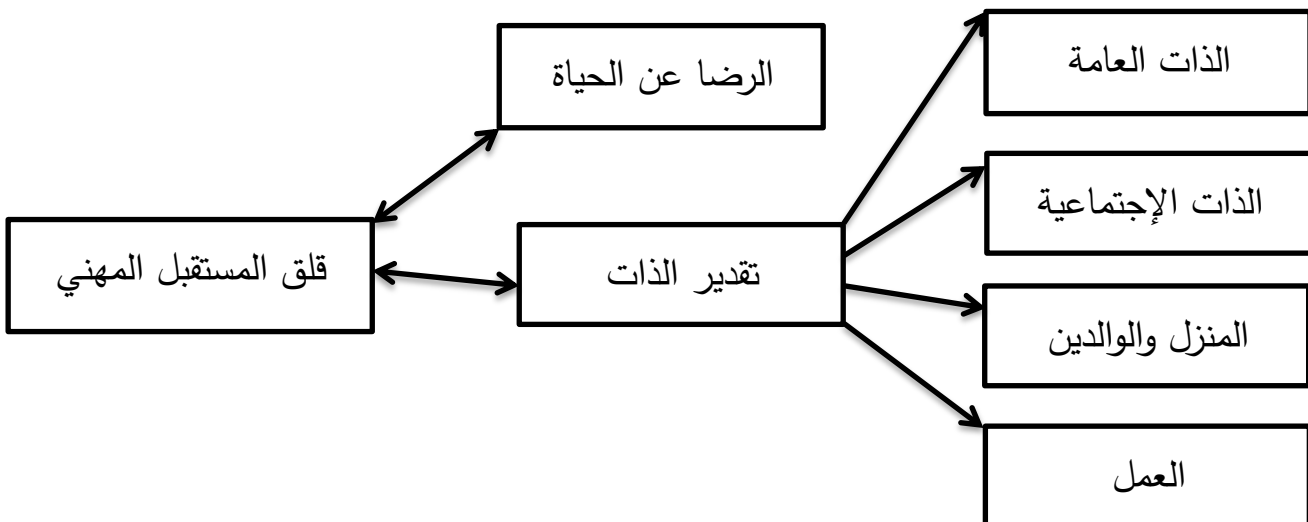 الذات العامة
الرضا عن الحياة
الذات الإجتماعية
قلق المستقبل المهني
تقدير الذات
المنزل والوالدين
العمل